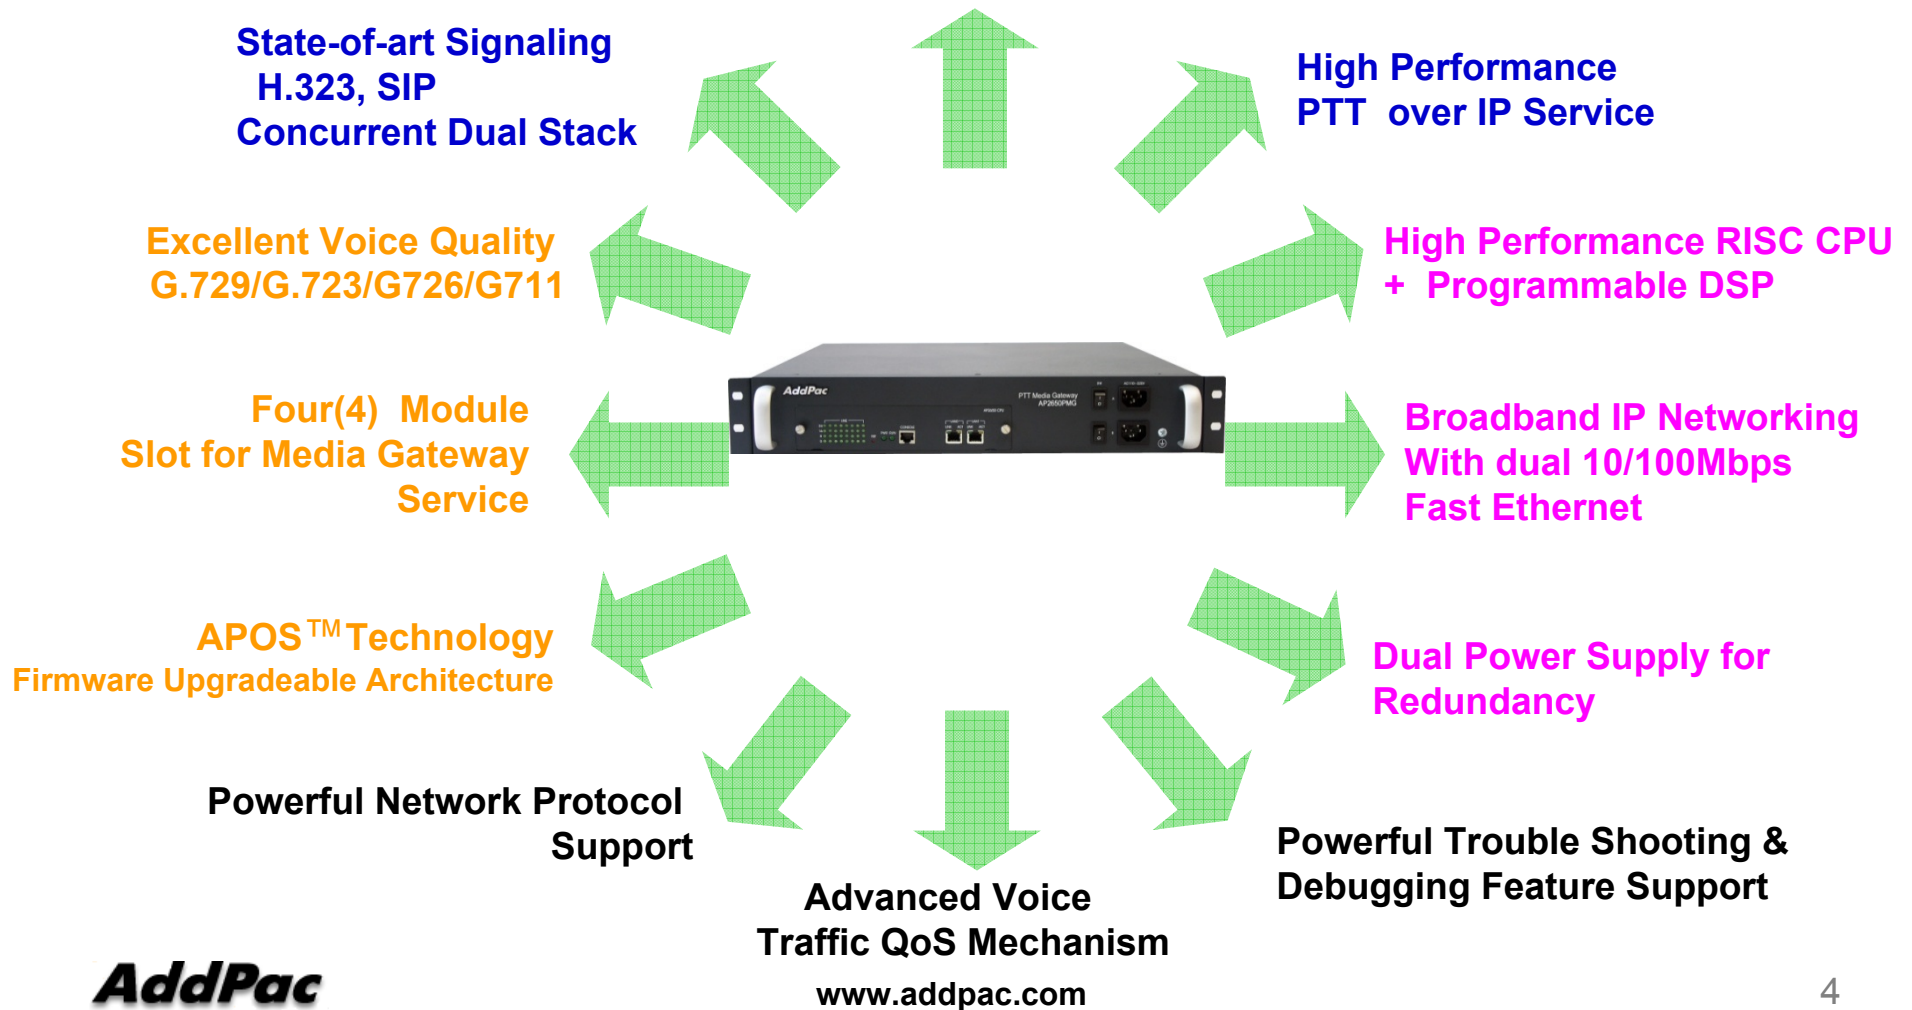 State-of-art Signaling
H.323, SIP
Concurrent Dual Stack
High Performance
PTT over IP Service
Excellent Voice Quality
G.729/G.723/G726/G711
High Performance RISC CPU
+ Programmable DSP
AddPac
PTT Media Gateway
AP2650PMG
Four(4) Module
Slot for Media Gateway
Service
Broadband IP Networking
With dual 10/100Mbps
Fast Ethernet
APOS™Technology
Firmware Upgradeable Architecture
Dual Power Supply for
Redundancy
Powerful Network Protocol
Support
Powerful Trouble Shooting &
Debugging Feature Support
Advanced Voice
Traffic QoS Mechanism
AddPac
www.addpac.com
4